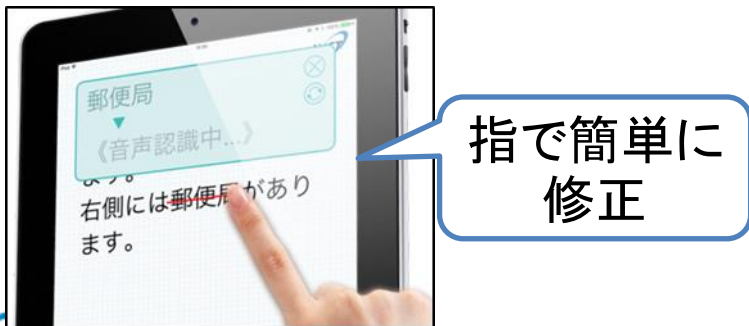 郵便局
▼
《音声認識中...》
ます。
右側には郵便局があり
ます。
指で簡単に
修正